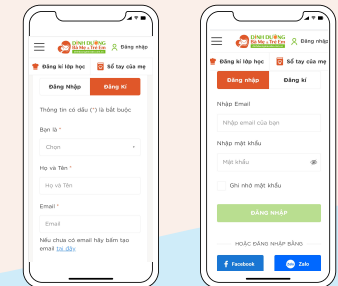 DINH DƯỠNG
Bà Mẹ & Trẻ Em
Đăng nhập
Đăng kí lớp học
Sổ tay của mẹ
Đăng Nhập
Đăng Kí
Thông tin có dấu (*) là bắt buộc
Bạn là *
Chọn
Họ và Tên *
Họ và Tên
Email *
Email
Nếu chưa có email hãy bấm tạo
email tại đây
DINH DƯỠNG
Bà Mẹ & Trẻ Em
Đăng nhập
Đăng kí lớp học
Sổ tay của mẹ
Đăng nhập
Đăng kí
Nhập Email
Nhập email của bạn
Nhập mật khẩu
Mật khẩu
Ghi nhớ mật khẩu
ĐĂNG NHẬP
HOẶC ĐĂNG NHẬP BẰNG
Facebook
Zalo